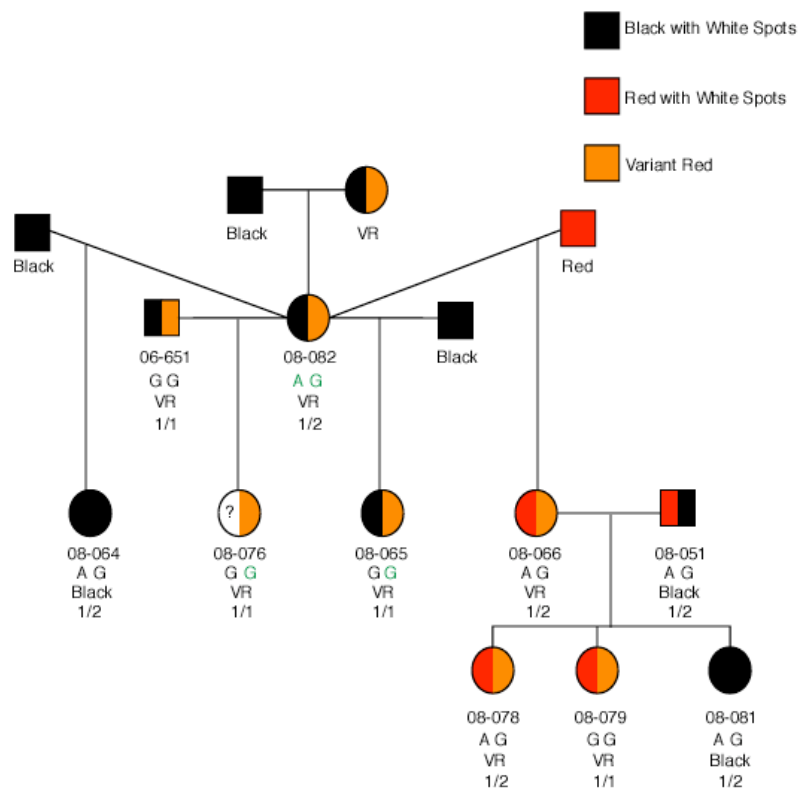 Black with White Spots
Red with White Spots
Variant Red
Black
VR
Black
Red
06-651
G G
VR
1/1
08-082
A G
VR
1/2
Black
08-064
A G
Black
1/2
?
08-076
G G
VR
1/1
08-065
G G
VR
1/1
08-066
A G
VR
1/2
08-051
A G
Black
1/2
08-078
A G
VR
1/2
08-079
G G
VR
1/1
08-081
A G
Black
1/2